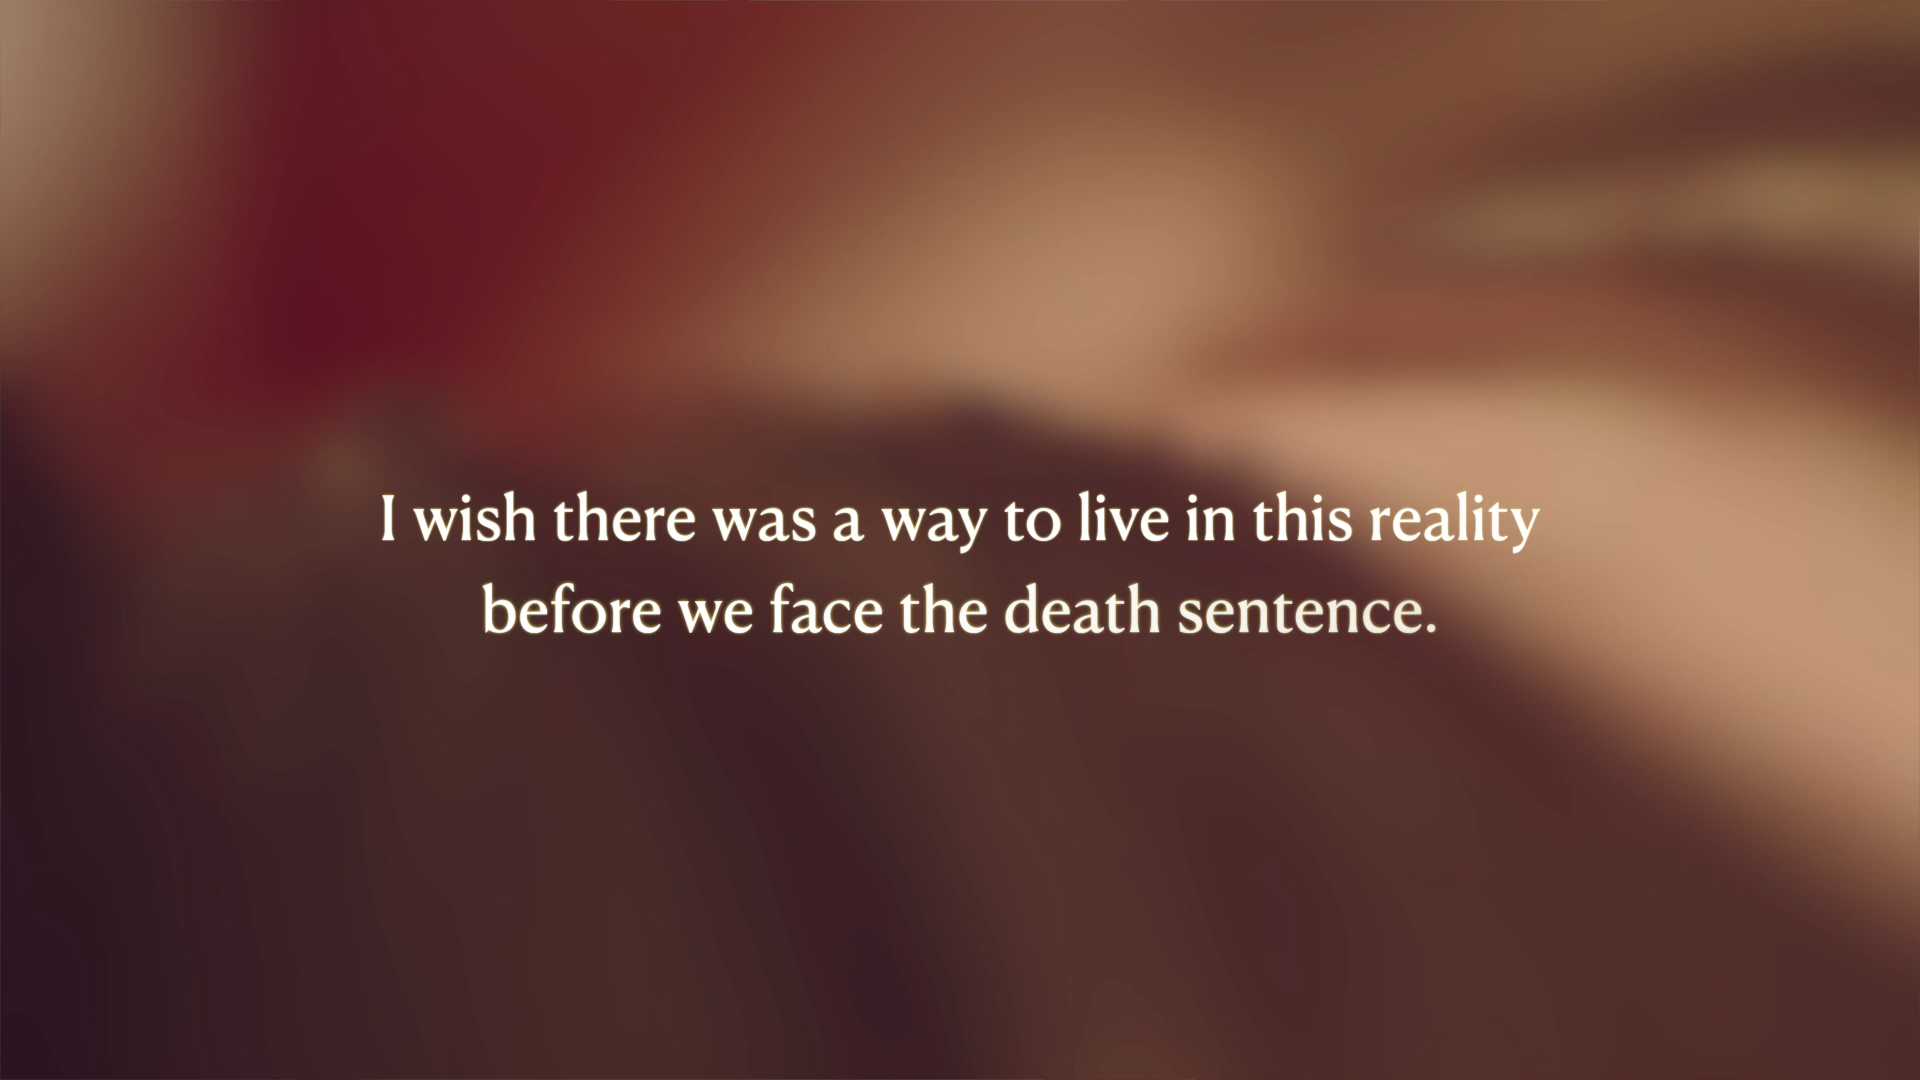 I wish there was a way to live in this reality
before we face the death sentence.